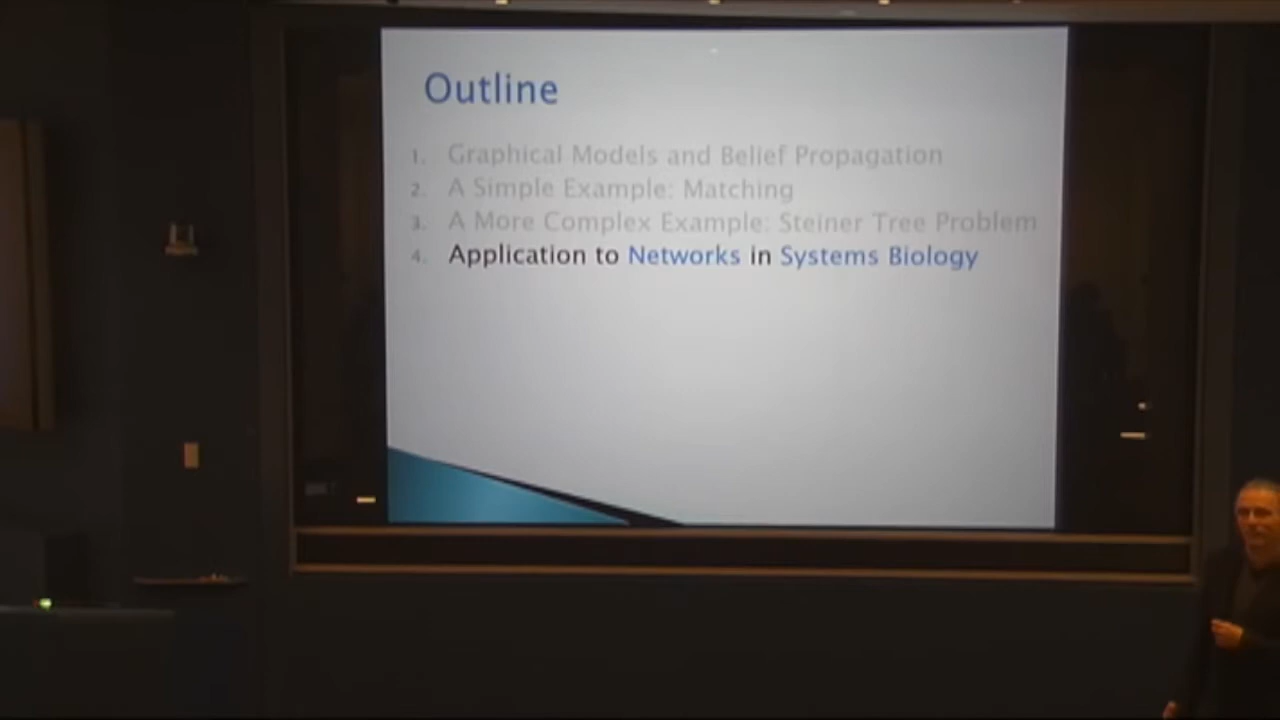 Outline
1. Graphical Models and Belief Propagation
2. A Simple Example: Matching
3. A More Complex Example: Steiner Tree Problem
4. Application to Networks in Systems Biology